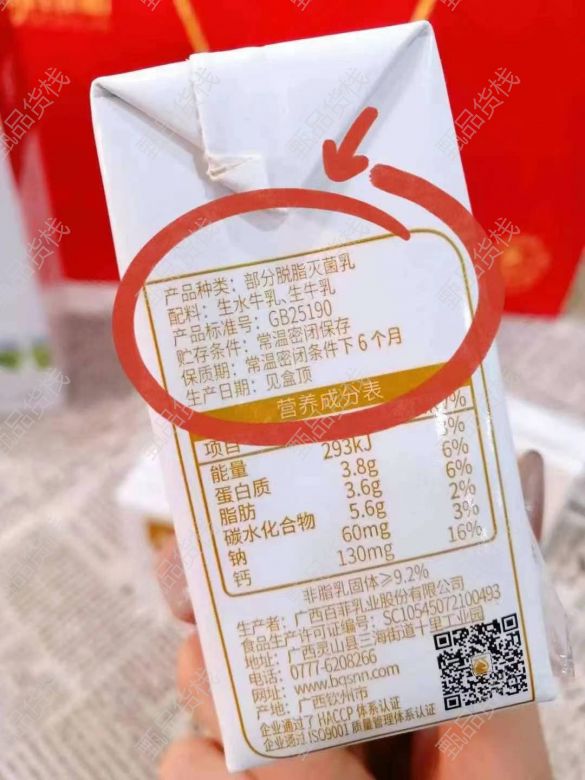 产品种类：部分脱脂灭菌乳
配料：生水牛乳、生牛乳
产品标准号：GB25190
贮存条件：常温密闭保存
保质期：常温密闭条件下6个月
生产日期：见盒顶
营养成分表
项目
能量 293kJ 3%
蛋白质 3.8g 6%
脂肪 3.6g 6%
碳水化合物 5.6g 2%
钠 60mg 3%
钙 130mg 16%
非脂乳固体≥9.2%
生产者：广西百菲乳业股份有限公司
食品生产许可证编号：SC10545072100493
地址：广西灵山县三海街道十里工业园
电话：0777-6208266
网址：www.bqsnn.com
产地：广西钦州市
企业通过了HACCP体系认证
企业通过ISO9001质量管理体系认证
甄品货栈